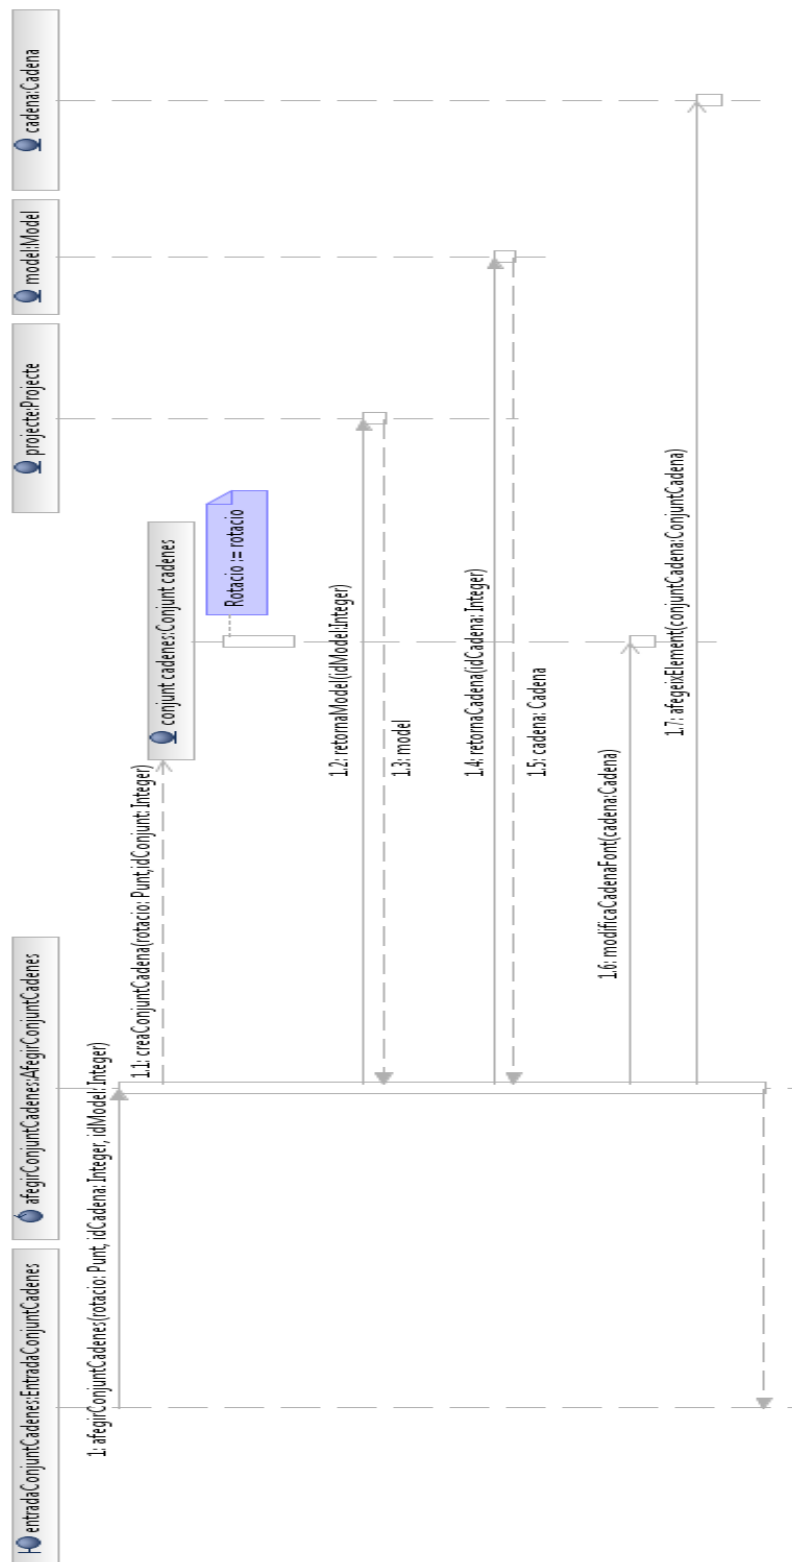 entradaConjuntCadenes:EntradaConjuntCadenes
afegirConjuntCadenes:AfegirConjuntCadenes
projecte:Projecte
model:Model
cadena:Cadena
1: afegirConjuntCadenes(rotacio: Punt, idCadena: Integer, idModel: Integer)
1.1: creaConjuntCadena(rotacio: Punt,idConjunt: Integer)
conjunt cadenes:Conjunt cadenes
Rotacio := rotacio
1.2: retornaModel(idModel:Integer)
1.3: model
1.4: retornaCadena(idCadena: Integer)
1.5: cadena: Cadena
1.6: modificaCadenaFont(cadena:Cadena)
1.7: afegeixElement(conjuntCadena:ConjuntCadena)